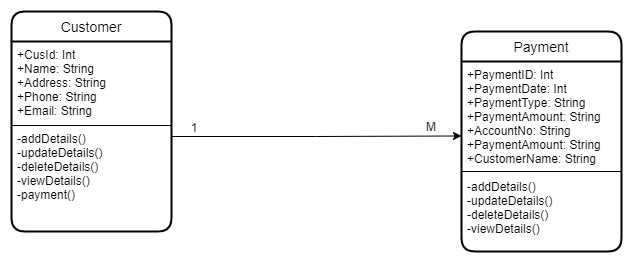 Customer
+CusId: Int
+Name: String
+Address: String
+Phone: String
+Email: String
-addDetails()
-updateDetails()
-deleteDetails()
-viewDetails()
-payment()
1
M
Payment
+PaymentID: Int
+PaymentDate: Int
+PaymentType: String
+PaymentAmount: String
+AccountNo: String
+PaymentAmount: String
+CustomerName: String
-addDetails()
-updateDetails()
-deleteDetails()
-viewDetails()